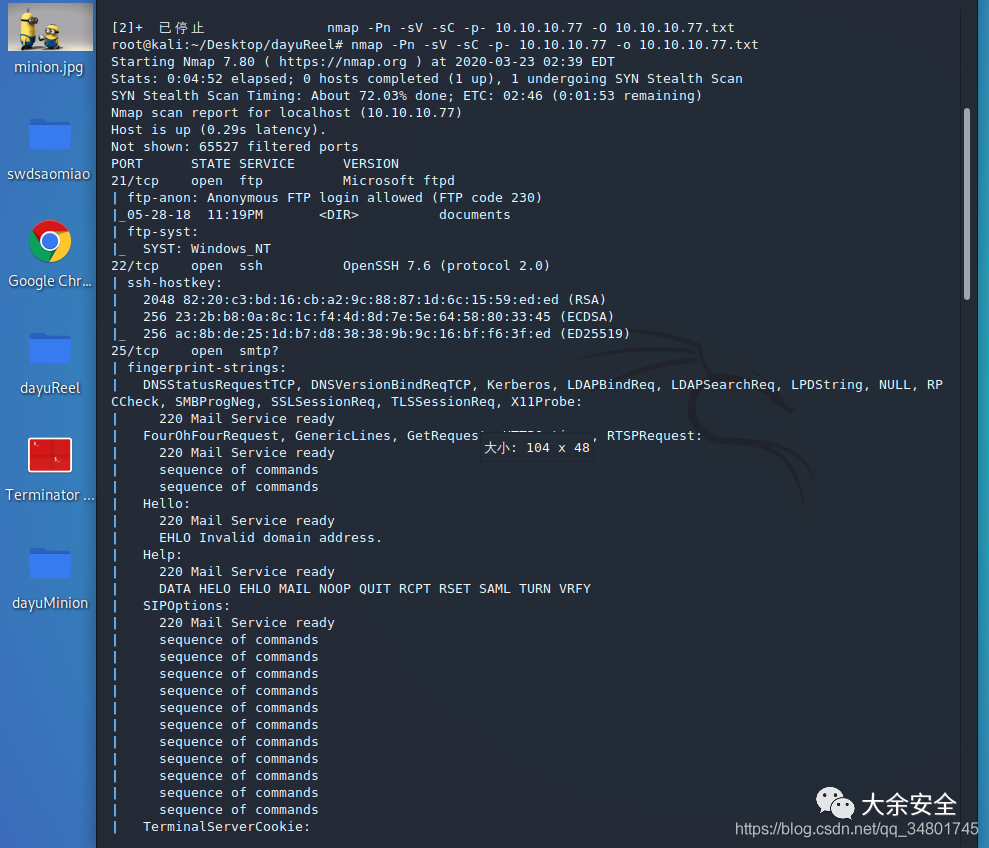 minion.jpg
swdsaomiao
Google Chr...
dayuReel
Terminator ...
dayuMinion
[2]+  已停止               nmap -Pn -sV -sC -p- 10.10.10.77 -O 10.10.10.77.txt
root@kali:~/Desktop/dayuReel# nmap -Pn -sV -sC -p- 10.10.10.77 -o 10.10.10.77.txt
Starting Nmap 7.80 ( https://nmap.org ) at 2020-03-23 02:39 EDT
Stats: 0:04:52 elapsed; 0 hosts completed (1 up), 1 undergoing SYN Stealth Scan
SYN Stealth Scan Timing: About 72.03% done; ETC: 02:46 (0:01:53 remaining)
Nmap scan report for localhost (10.10.10.77)
Host is up (0.29s latency).
Not shown: 65527 filtered ports
PORT      STATE SERVICE      VERSION
21/tcp    open  ftp          Microsoft ftpd
| ftp-anon: Anonymous FTP login allowed (FTP code 230)
|_05-28-18  11:19PM       <DIR>          documents
| ftp-syst:
|_  SYST: Windows_NT
22/tcp    open  ssh          OpenSSH 7.6 (protocol 2.0)
| ssh-hostkey:
|   2048 82:20:c3:bd:16:cb:a2:9c:88:87:1d:6c:15:59:ed:ed (RSA)
|   256 23:2b:b8:0a:8c:1c:f4:4d:8d:7e:5e:64:58:80:33:45 (ECDSA)
|_  256 ac:8b:de:25:1d:b7:d8:38:38:9b:9c:16:bf:f6:3f:ed (ED25519)
25/tcp    open  smtp?
| fingerprint-strings:
|   DNSStatusRequestTCP, DNSVersionBindReqTCP, Kerberos, LDAPBindReq, LDAPSearchReq, LPDString, NULL, RP
CCheck, SMBProgNeg, SSLSessionReq, TLSSessionReq, X11Probe:
|     220 Mail Service ready
|   FourOhFourRequest, GenericLines, GetRequest, RTSPRequest:
大小: 104 x 48
|     220 Mail Service ready
|     sequence of commands
|     sequence of commands
|   Hello:
|     220 Mail Service ready
|     EHLO Invalid domain address.
|   Help:
|     220 Mail Service ready
|     DATA HELO EHLO MAIL NOOP QUIT RCPT RSET SAML TURN VRFY
|   SIPOptions:
|     220 Mail Service ready
|     sequence of commands
|     sequence of commands
|     sequence of commands
|     sequence of commands
|     sequence of commands
|     sequence of commands
|     sequence of commands
|     sequence of commands
|     sequence of commands
|     sequence of commands
|     sequence of commands
|   TerminalServerCookie:
大余安全
https://blog.csdn.net/qq_34801745